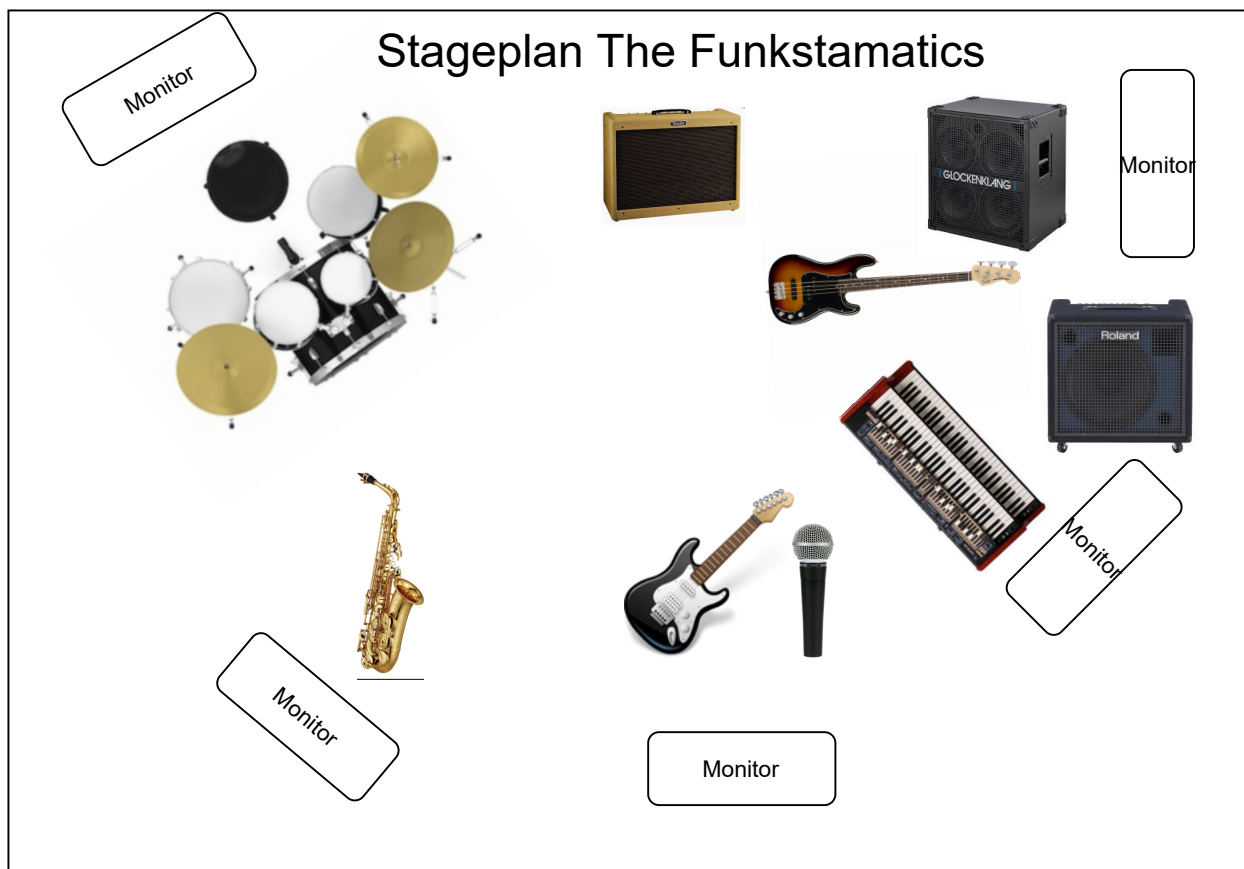 Stageplan The Funkstamatics
Monitor
Monitor
GLOCKENKLANG
Roland
Monitor
Monitor
Monitor